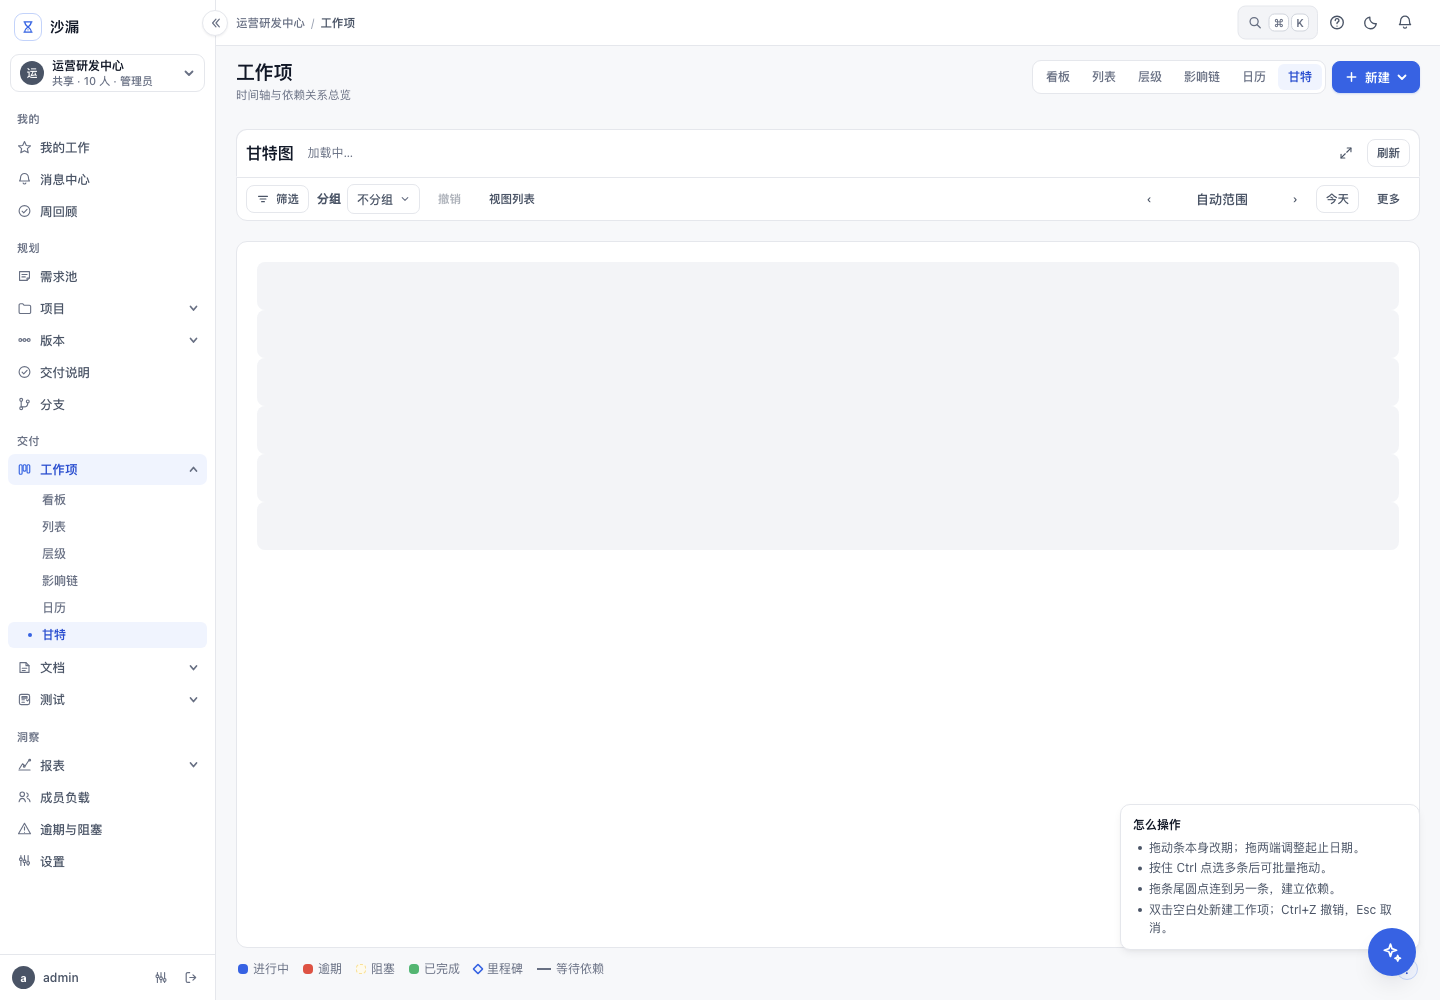 沙漏
运
运营研发中心
共享 · 10 人 · 管理员
我的
我的工作
消息中心
周回顾
规划
需求池
项目
版本
交付说明
分支
交付
工作项
看板
列表
层级
影响链
日历
甘特
文档
测试
洞察
报表
成员负载
逾期与阻塞
设置
a admin
运营研发中心 / 工作项
⌘ K
工作项
时间轴与依赖关系总览
看板 列表 层级 影响链 日历 甘特
新建
甘特图 加载中...
刷新
筛选 分组 不分组 撤销 视图列表
‹ 自动范围 › 今天 更多
怎么操作
• 拖动条本身改期；拖两端调整起止日期。
• 按住 Ctrl 点选多条后可批量拖动。
• 拖条尾圆点连到另一条，建立依赖。
• 双击空白处新建工作项；Ctrl+Z 撤销，Esc 取
消。
进行中 逾期 阻塞 已完成 里程碑 等待依赖